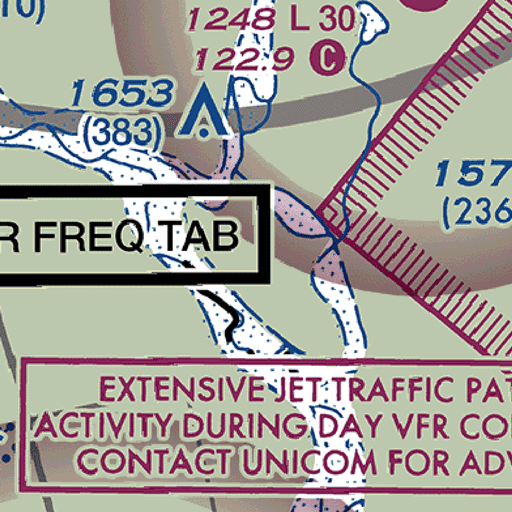 10)
1248 L 30
122.9 C
1653
(383)
157
(236
R FREQ TAB
EXTENSIVE JET TRAFFIC PAT
ACTIVITY DURING DAY VFR CO
CONTACT UNICOM FOR ADV